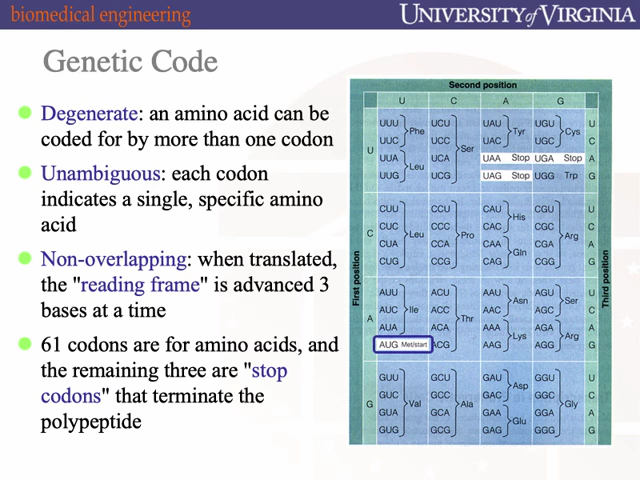 biomedical engineering
UNIVERSITY of VIRGINIA
Genetic Code
Degenerate: an amino acid can be
coded for by more than one codon
Unambiguous: each codon
indicates a single, specific amino
acid
Non-overlapping: when translated,
the "reading frame" is advanced 3
bases at a time
61 codons are for amino acids, and
the remaining three are "stop
codons" that terminate the
polypeptide
Second position
U C A G
First position
Third position
U
UUU UCU UAU UGU U
Phe Tyr Cys
UUC UCC UAC UGC C
Ser
UUA UCA UAA Stop UGA Stop A
Leu
UUG UCG UAG Stop UGG Trp G
C
CUU CCU CAU CGU U
His
CUC CCC CAC CGC C
Leu Pro Arg
CUA CCA CAA CGA A
Gln
CUG CCG CAG CGG G
A
AUU ACU AAU AGU U
Asn Ser
AUC Ile ACC AAC AGC C
Thr
AUA ACA AAA AGA A
Lys Arg
AUG Met/start ACG AAG AGG G
G
GUU GCU GAU GGU U
Asp
GUC GCC GAC GGC C
Val Ala Gly
GUA GCA GAA GGA A
Glu
GUG GCG GAG GGG G